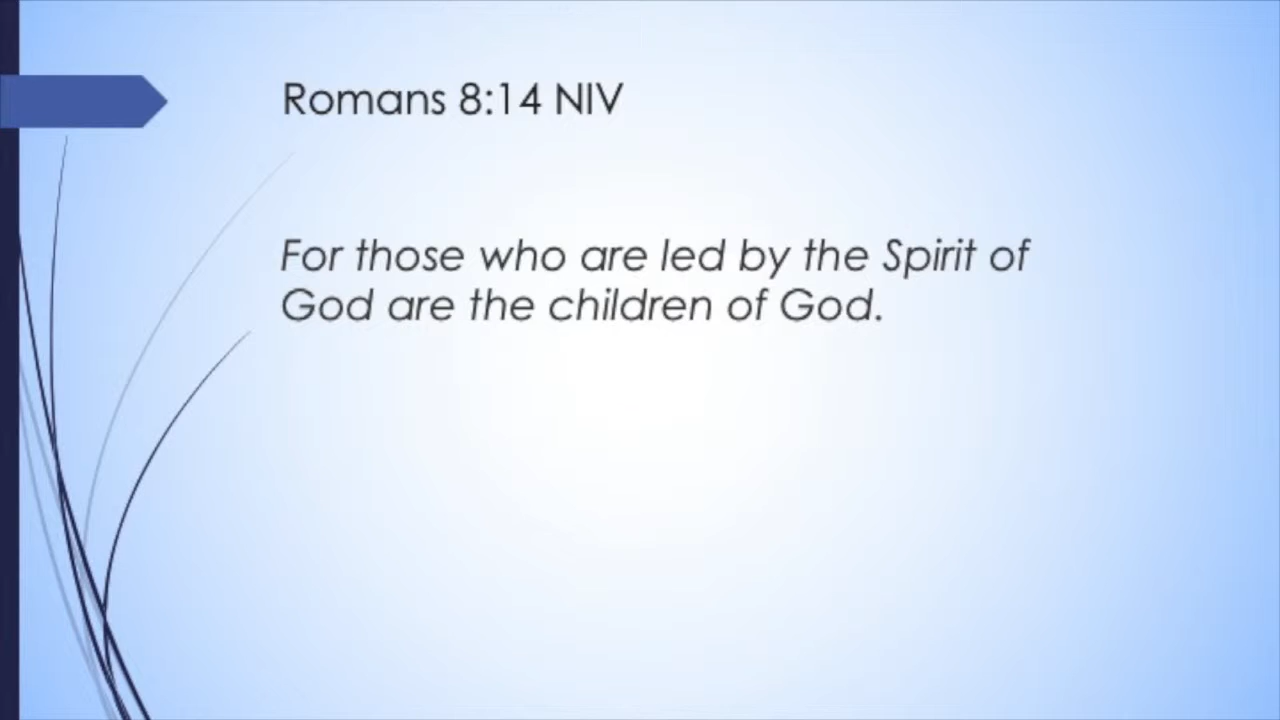 Romans 8:14 NIV
For those who are led by the Spirit of
God are the children of God.